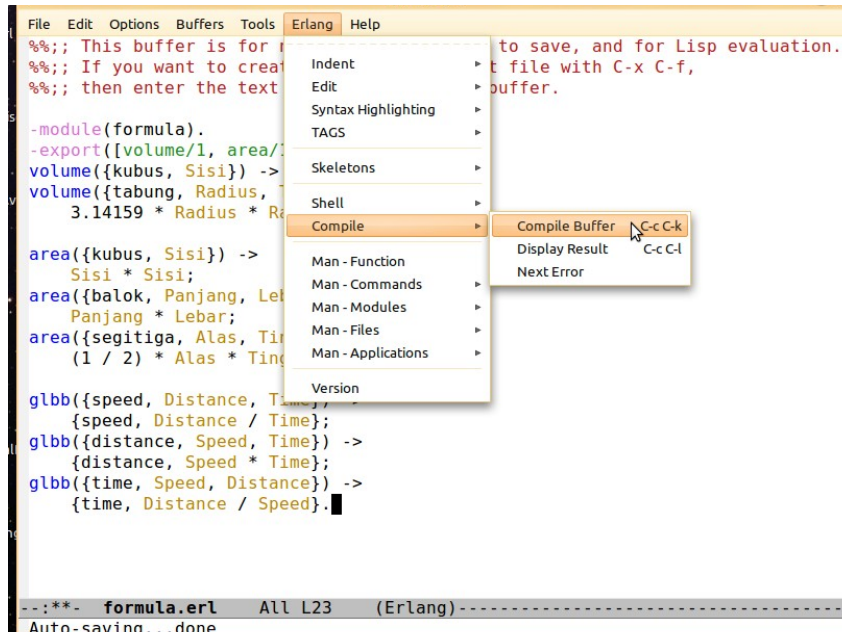 File Edit Options Buffers Tools Erlang Help
%%;; This buffer is for to save, and for Lisp evaluation.
%%;; If you want to creat t file with C-x C-f,
%%;; then enter the text buffer.
-module(formula).
-export([volume/1, area/1
volume({kubus, Sisi}) ->
volume({tabung, Radius,
3.14159 * Radius * Ra
area({kubus, Sisi}) ->
Sisi * Sisi;
area({balok, Panjang, Leb
Panjang * Lebar;
area({segitiga, Alas, Tin
(1 / 2) * Alas * Ting
glbb({speed, Distance, Time}) ->
{speed, Distance / Time};
glbb({distance, Speed, Time}) ->
{distance, Speed * Time};
glbb({time, Speed, Distance}) ->
{time, Distance / Speed}.
Indent
Edit
Syntax Highlighting
TAGS
Skeletons
Shell
Compile
Man - Function
Man - Commands
Man - Modules
Man - Files
Man - Applications
Version
Compile Buffer C-c C-k
Display Result C-c C-l
Next Error
--:**- formula.erl All L23 (Erlang)-----------------------------------
Auto-saving...done